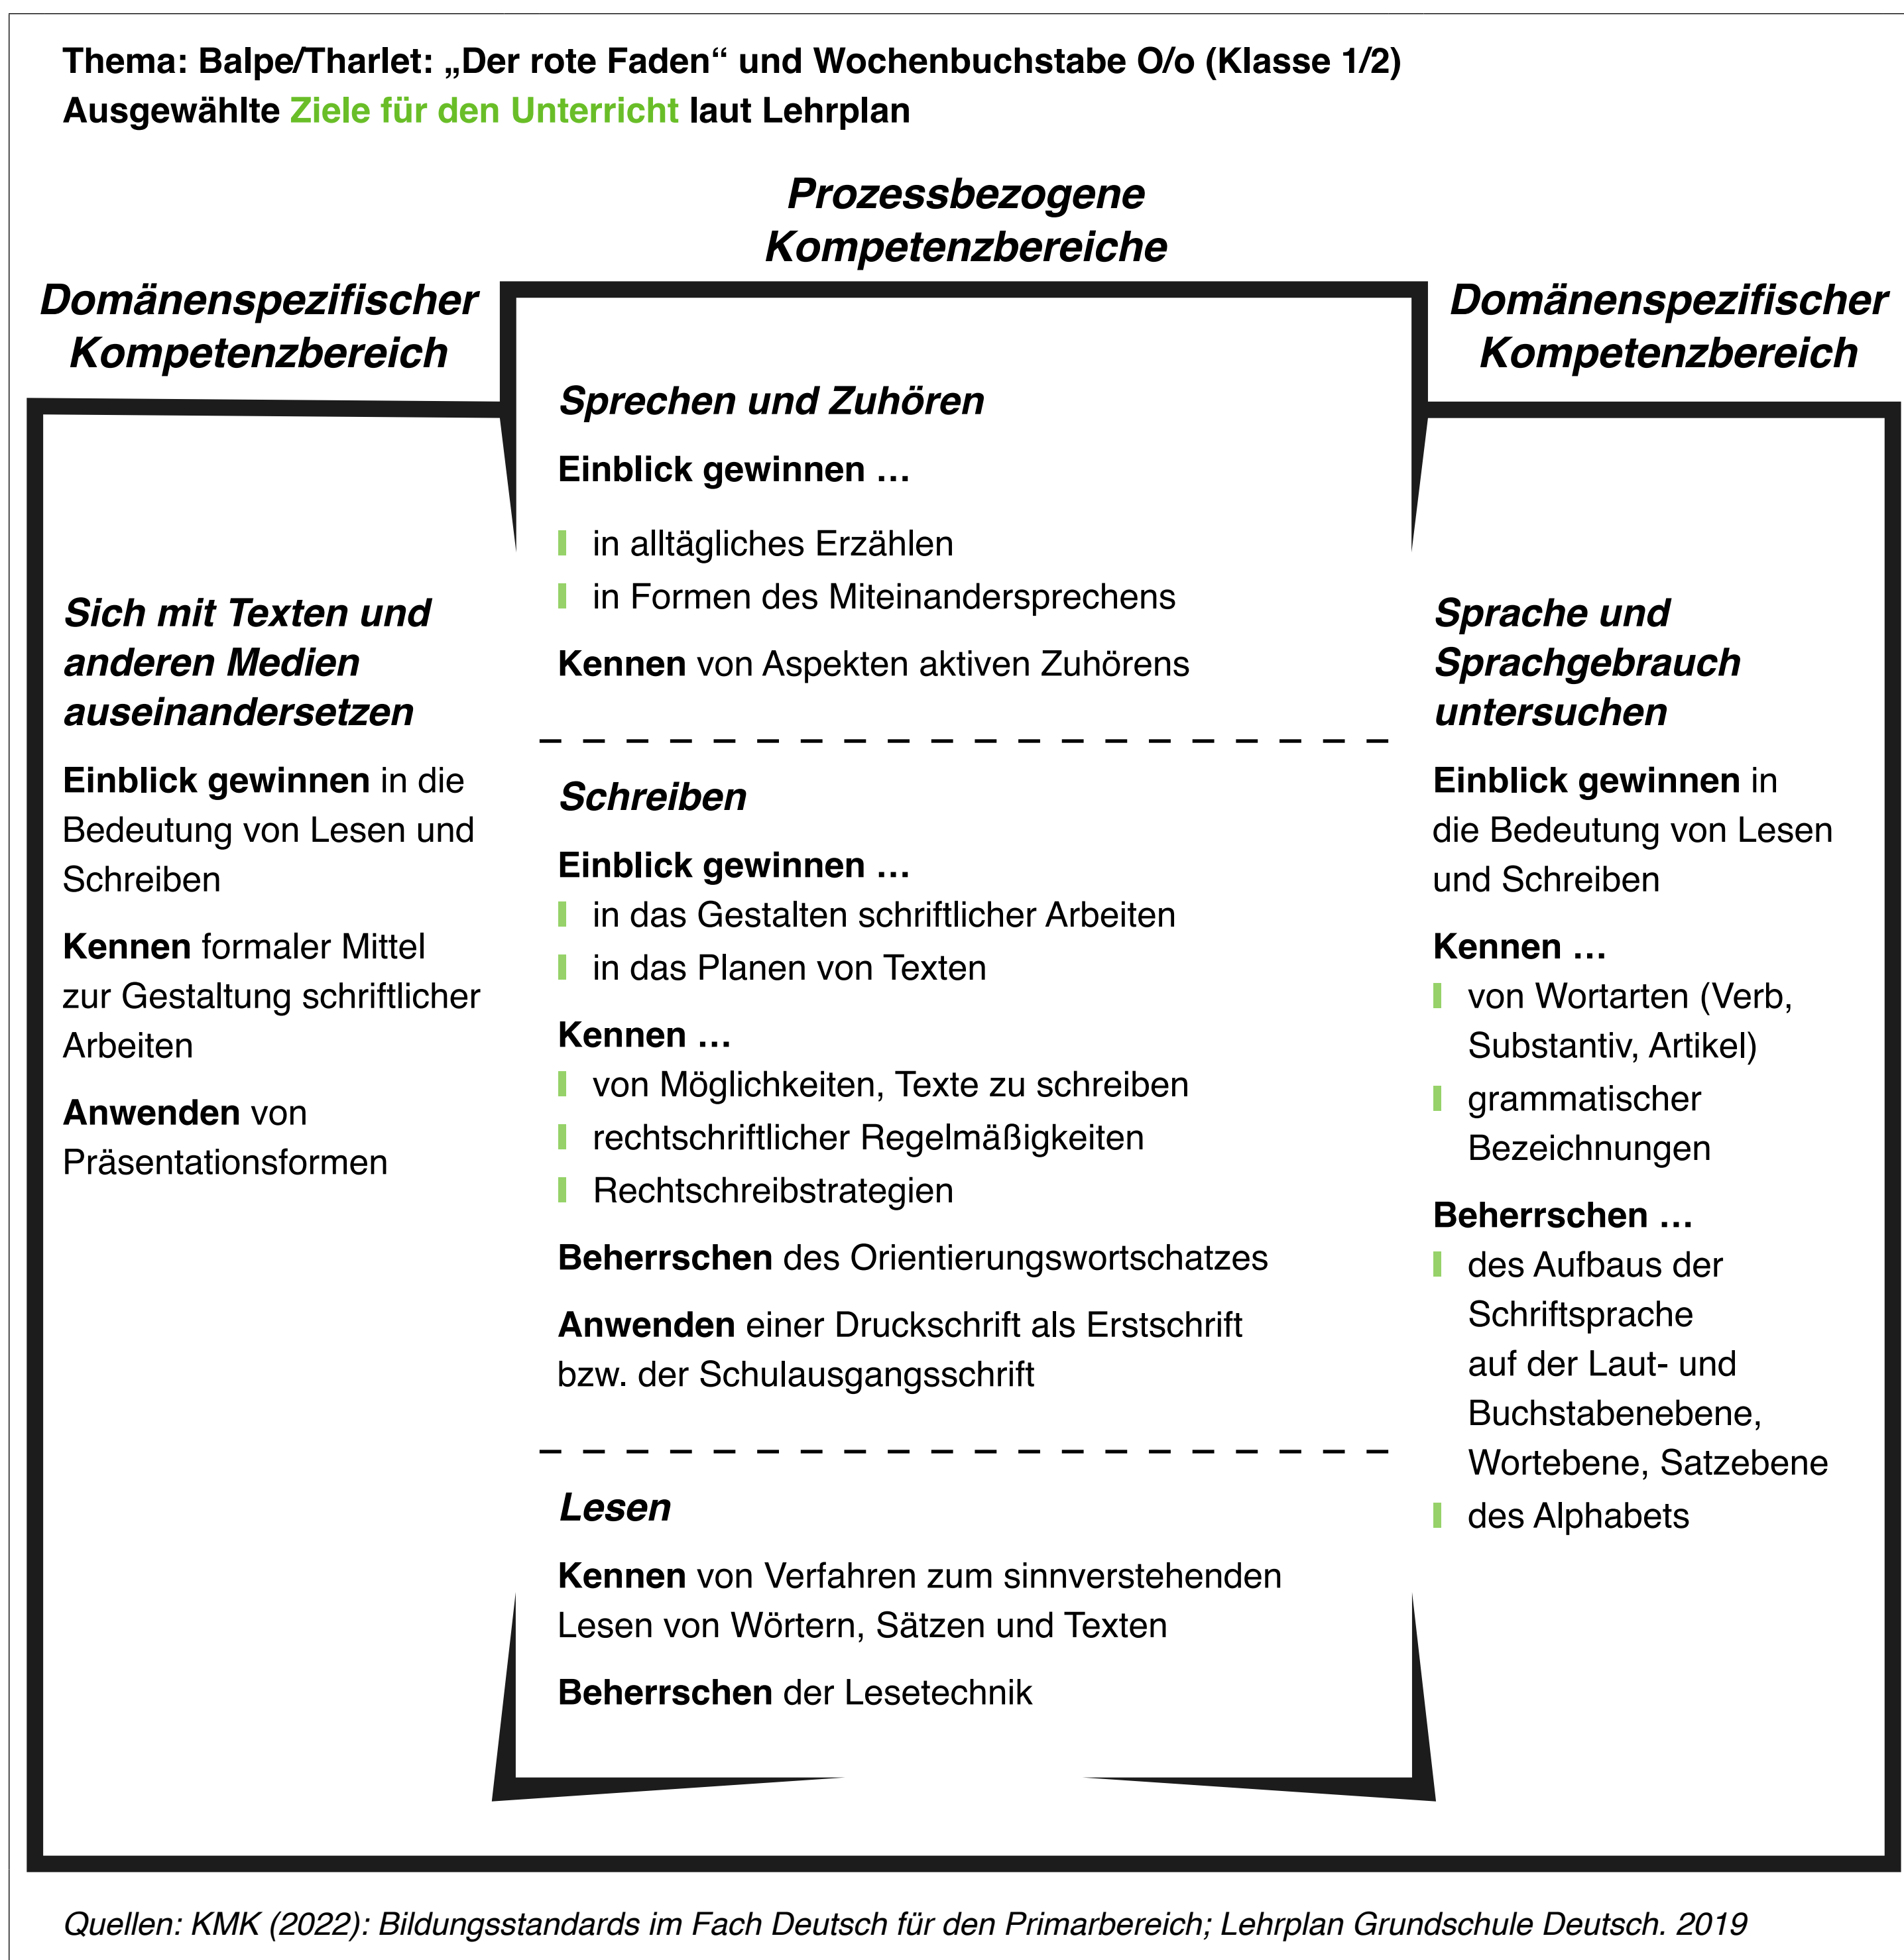 Thema: Balpe/Tharlet: „Der rote Faden“ und Wochenbuchstabe O/o (Klasse 1/2)
Ausgewählte Ziele für den Unterricht laut Lehrplan
Domänenspezifischer
Kompetenzbereich
Sich mit Texten und
anderen Medien
auseinandersetzen
Einblick gewinnen in die
Bedeutung von Lesen und
Schreiben
Kennen formaler Mittel
zur Gestaltung schriftlicher
Arbeiten
Anwenden von
Präsentationsformen
Prozessbezogene
Kompetenzbereiche
Sprechen und Zuhören
Einblick gewinnen …
in alltägliches Erzählen
in Formen des Miteinandersprechens
Kennen von Aspekten aktiven Zuhörens
Schreiben
Einblick gewinnen …
in das Gestalten schriftlicher Arbeiten
in das Planen von Texten
Kennen …
von Möglichkeiten, Texte zu schreiben
rechtschriftlicher Regelmäßigkeiten
Rechtschreibstrategien
Beherrschen des Orientierungswortschatzes
Anwenden einer Druckschrift als Erstschrift
bzw. der Schulausgangsschrift
Lesen
Kennen von Verfahren zum sinnverstehenden
Lesen von Wörtern, Sätzen und Texten
Beherrschen der Lesetechnik
Domänenspezifischer
Kompetenzbereich
Sprache und
Sprachgebrauch
untersuchen
Einblick gewinnen in
die Bedeutung von Lesen
und Schreiben
Kennen …
von Wortarten (Verb,
Substantiv, Artikel)
grammatischer
Bezeichnungen
Beherrschen …
des Aufbaus der
Schriftsprache
auf der Laut- und
Buchstabenebene,
Wortebene, Satzebene
des Alphabets
Quellen: KMK (2022): Bildungsstandards im Fach Deutsch für den Primarbereich; Lehrplan Grundschule Deutsch. 2019